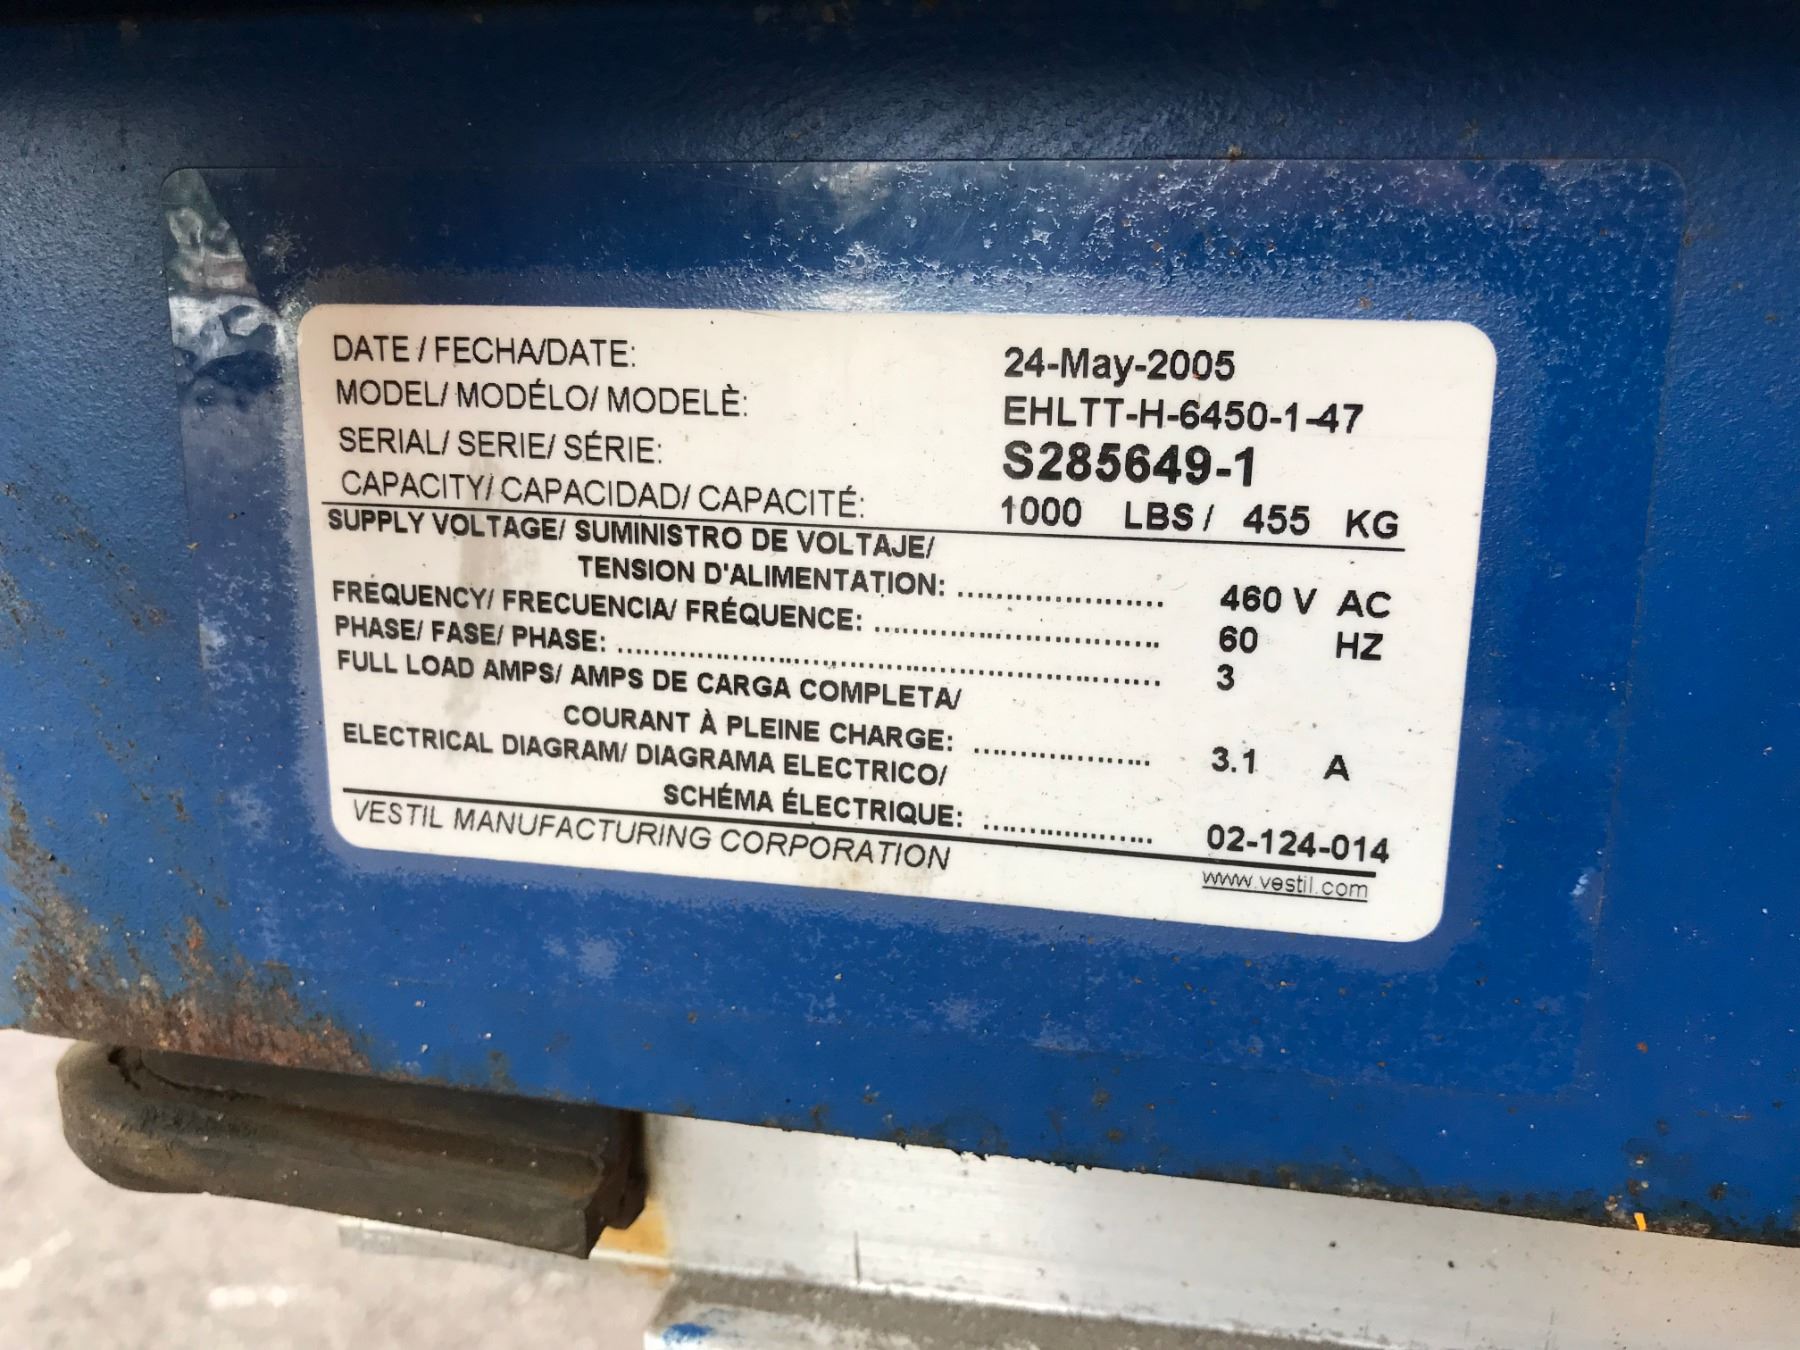 DATE / FECHA/DATE: 24-May-2005
MODEL/ MODÉLO/ MODELÈ: EHLTT-H-6450-1-47
SERIAL/ SERIE/ SÉRIE: S285649-1
CAPACITY/ CAPACIDAD/ CAPACITÉ: 1000 LBS / 455 KG
SUPPLY VOLTAGE/ SUMINISTRO DE VOLTAJE/
TENSION D'ALIMENTATION: ........................ 460 V AC
FRÉQUENCY/ FRECUENCIA/ FRÉQUENCE: ................................. 60 HZ
PHASE/ FASE/ PHASE: ............................................................... 3
FULL LOAD AMPS/ AMPS DE CARGA COMPLETA/
COURANT À PLEINE CHARGE: ..................... 3.1 A
ELECTRICAL DIAGRAM/ DIAGRAMA ELECTRICO/
SCHÉMA ÉLECTRIQUE: .................... 02-124-014
VESTIL MANUFACTURING CORPORATION www.vestil.com